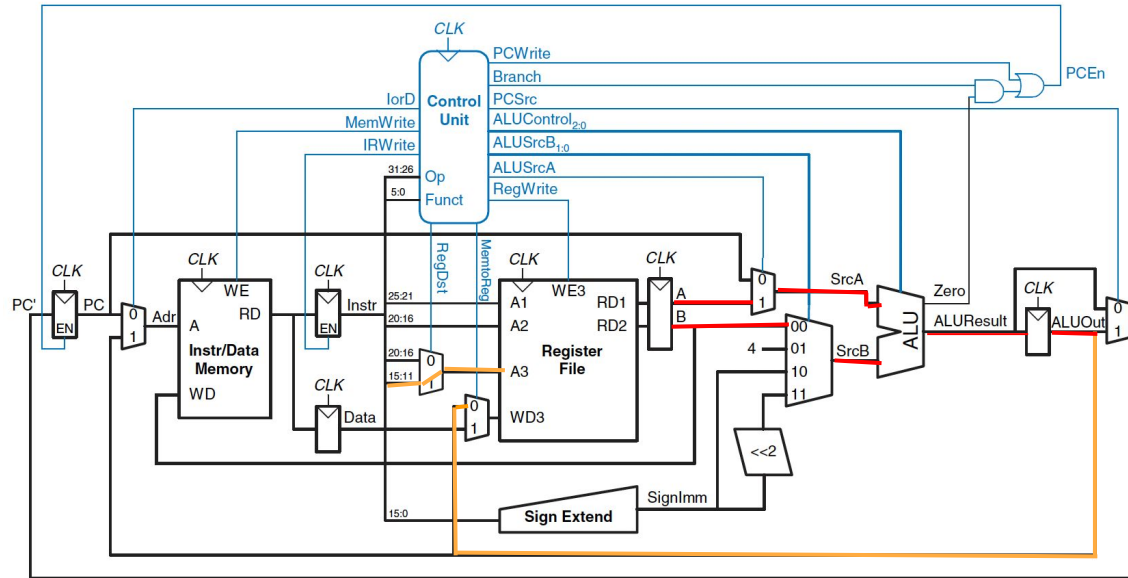 CLK
PCWrite
Branch
PCEn
IorD
Control
Unit
PCSrc
MemWrite
ALUControl2:0
IRWrite
ALUSrcB1:0
31:26
Op
ALUSrcA
5:0
Funct
RegWrite
RegDst
MemtoReg
CLK
CLK
CLK
CLK
CLK
PC'
PC
EN
0
1
Adr
WE
A
RD
Instr/Data
Memory
WD
EN
Instr
25:21
20:16
20:16
15:11
0
CLK
Data
0
1
WE3
A1
RD1
A2
RD2
A3
Register
File
WD3
A
B
0
1
SrcA
4
00
01
10
11
SrcB
<<2
ALU
Zero
ALUResult
CLK
ALUOut
0
1
15:0
Sign Extend
SignImm